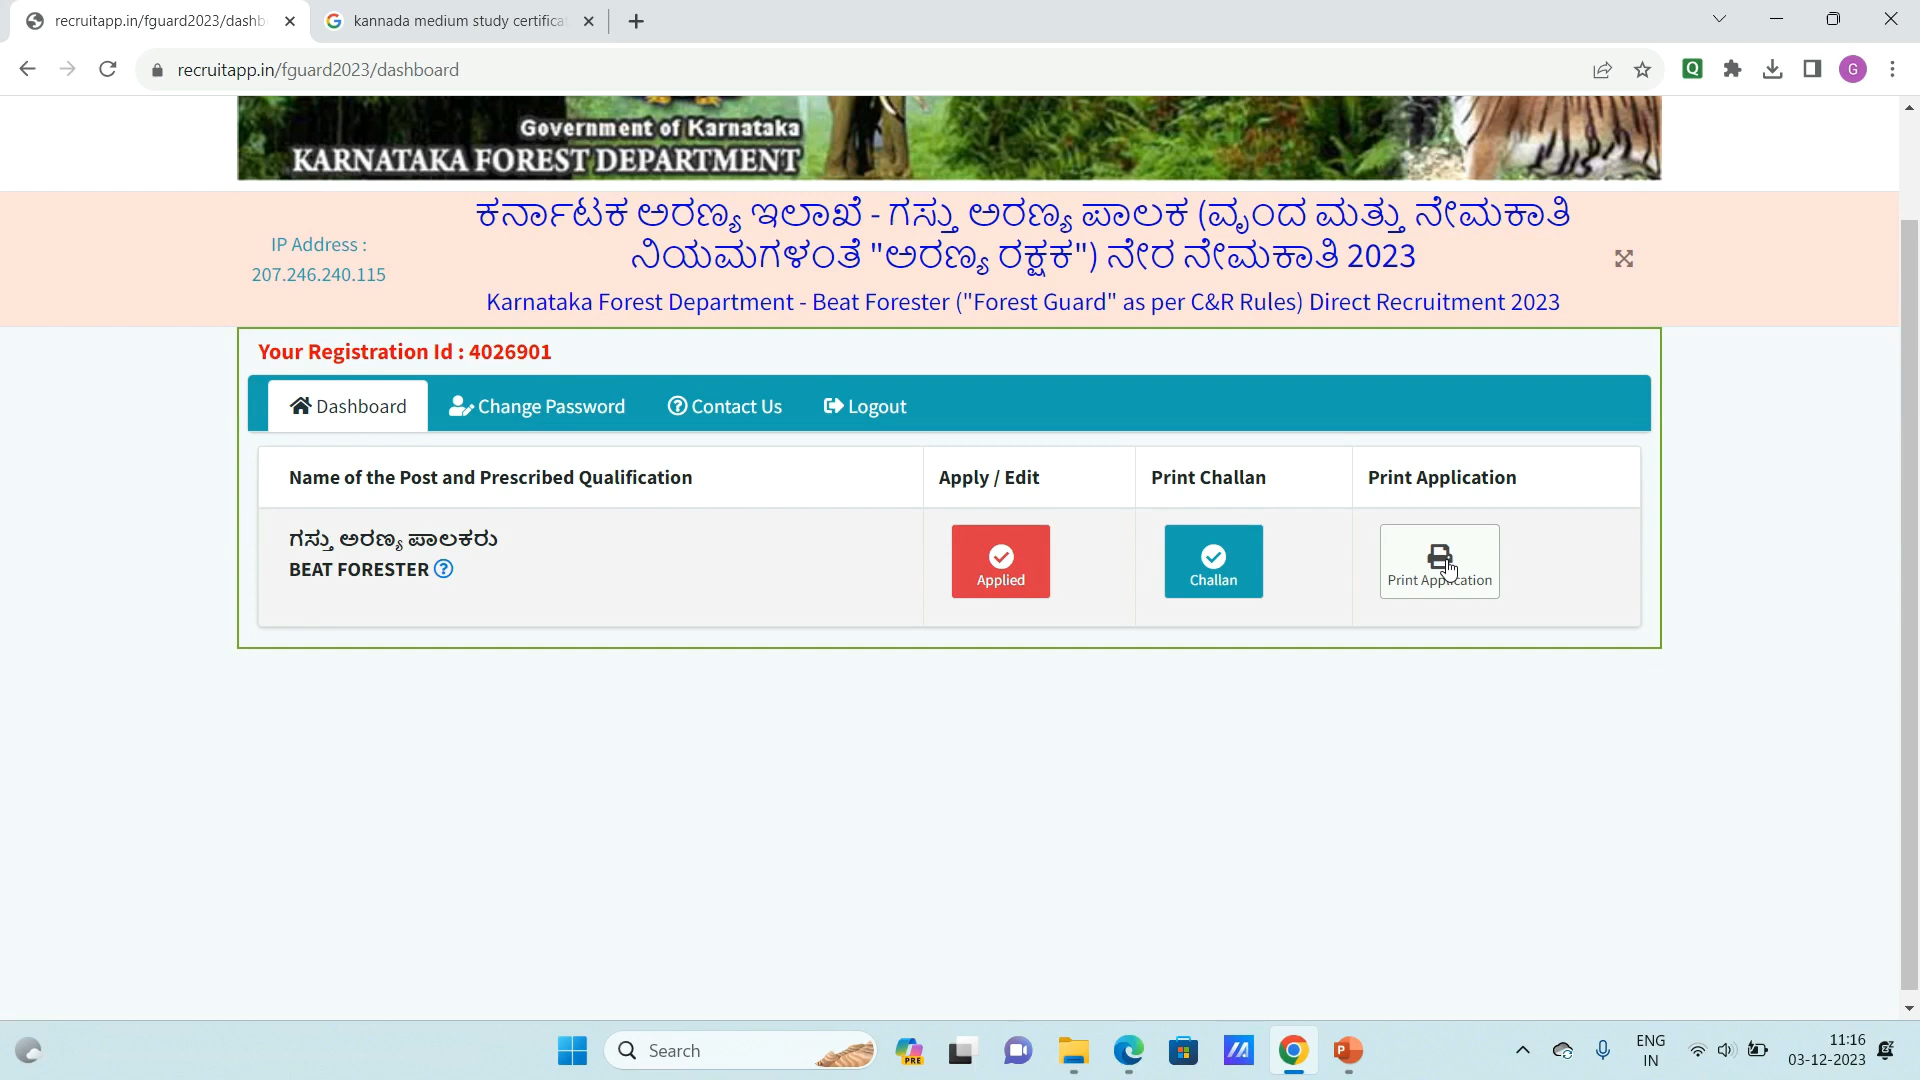 recruitapp.in/fguard2023/dashb
kannada medium study certifica
recruitapp.in/fguard2023/dashboard
G
Government of Karnataka
KARNATAKA FOREST DEPARTMENT
IP Address :
207.246.240.115
ಕರ್ನಾಟಕ ಅರಣ್ಯ ಇಲಾಖೆ - ಗಸ್ತು ಅರಣ್ಯ ಪಾಲಕ (ವೃಂದ ಮತ್ತು ನೇಮಕಾತಿ
ನಿಯಮಗಳಂತೆ "ಅರಣ್ಯ ರಕ್ಷಕ") ನೇರ ನೇಮಕಾತಿ 2023
Karnataka Forest Department - Beat Forester ("Forest Guard" as per C&R Rules) Direct Recruitment 2023
Your Registration Id : 4026901
Dashboard
Change Password
Contact Us
Logout
Name of the Post and Prescribed Qualification
Apply / Edit
Print Challan
Print Application
ಗಸ್ತು ಅರಣ್ಯ ಪಾಲಕರು
BEAT FORESTER
Applied
Challan
Print Application
Search
PRE
ENG
IN
11:16
03-12-2023